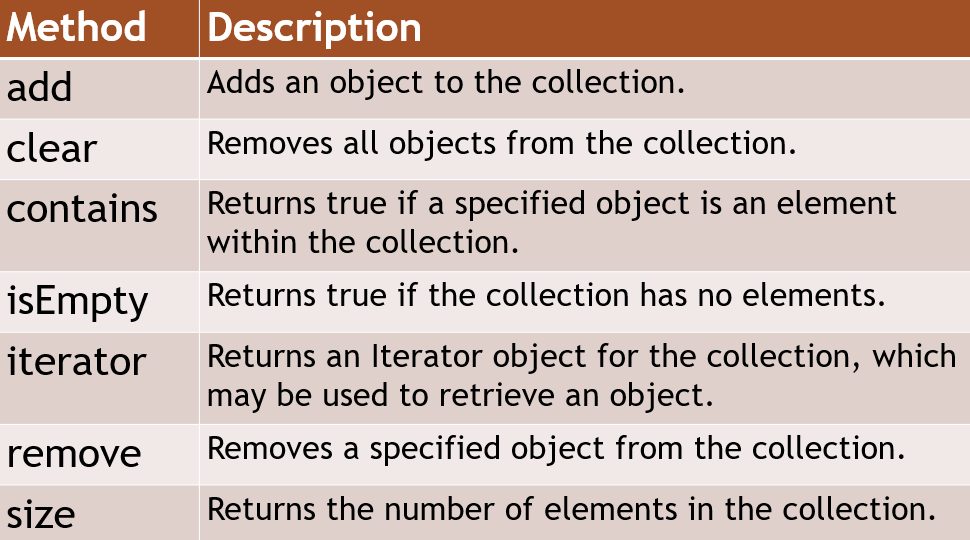 Method Description
add Adds an object to the collection.
clear Removes all objects from the collection.
contains Returns true if a specified object is an element
within the collection.
isEmpty Returns true if the collection has no elements.
iterator Returns an Iterator object for the collection, which
may be used to retrieve an object.
remove Removes a specified object from the collection.
size Returns the number of elements in the collection.